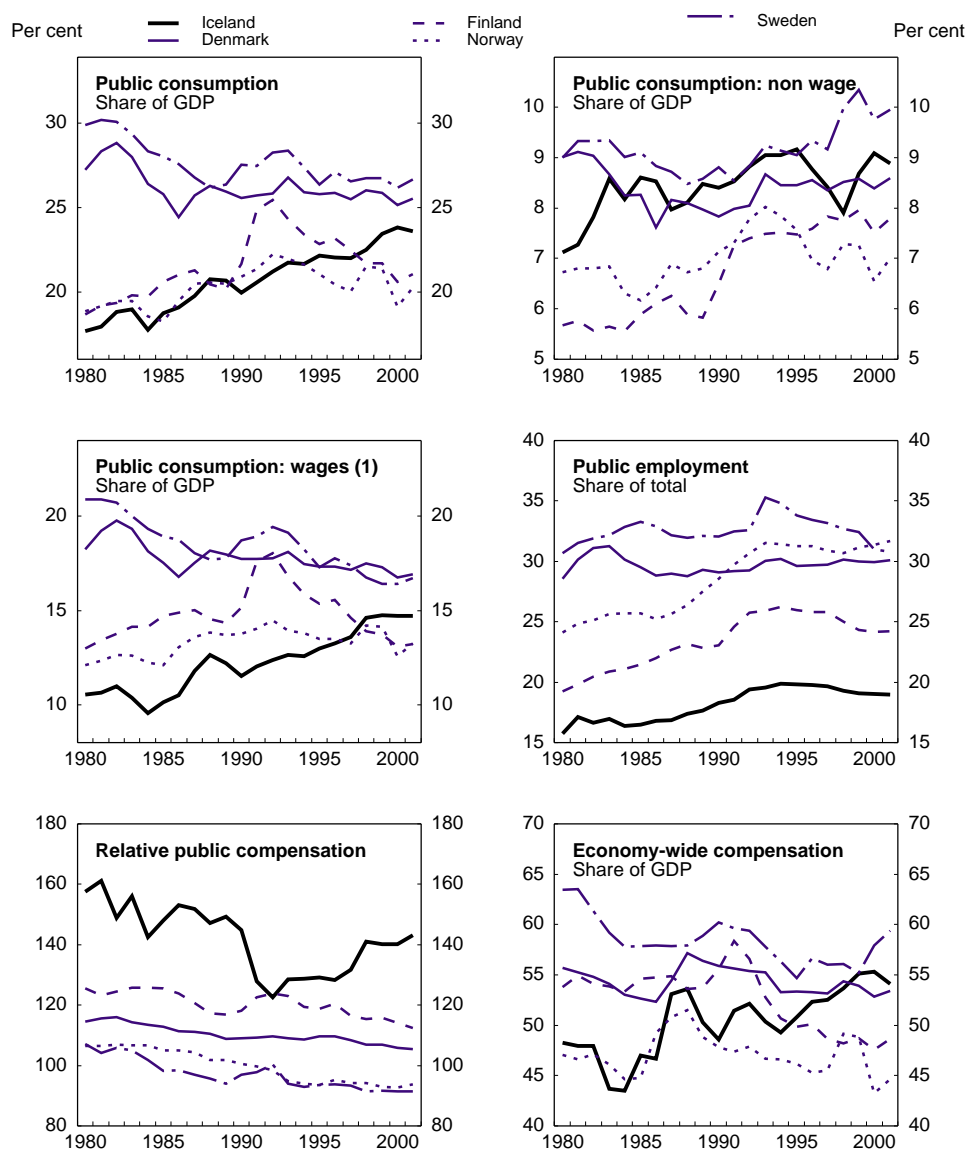 Per cent
Iceland
Finland
Sweden
Per cent
Denmark
Norway
Public consumption
Share of GDP
30
25
20
30
25
20
1980 1985 1990 1995 2000
Public consumption: non wage
Share of GDP
10
9
8
7
6
5
10
9
8
7
6
5
1980 1985 1990 1995 2000
Public consumption: wages (1)
Share of GDP
20
15
10
20
15
10
1980 1985 1990 1995 2000
Public employment
Share of total
40
35
30
25
20
15
40
35
30
25
20
15
1980 1985 1990 1995 2000
Relative public compensation
180
160
140
120
100
80
180
160
140
120
100
80
1980 1985 1990 1995 2000
Economy-wide compensation
Share of GDP
70
65
60
55
50
45
40
70
65
60
55
50
45
40
1980 1985 1990 1995 2000